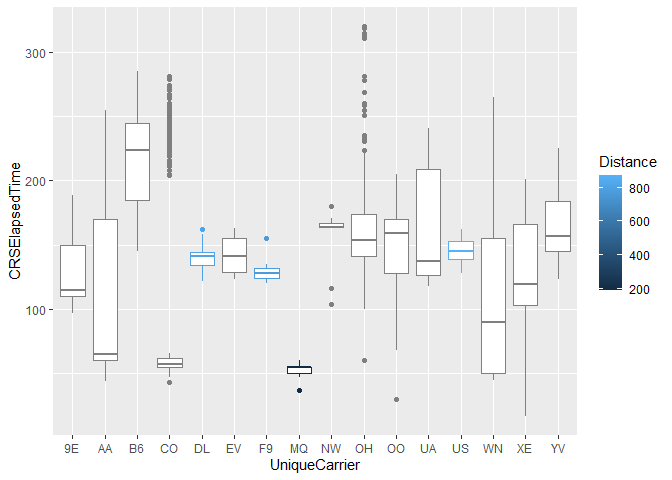 CRSElapsedTime
300
200
100
9E AA B6 CO DL EV F9 MQ NW OH OO UA US WN XE YV
UniqueCarrier
Distance
800
600
400
200